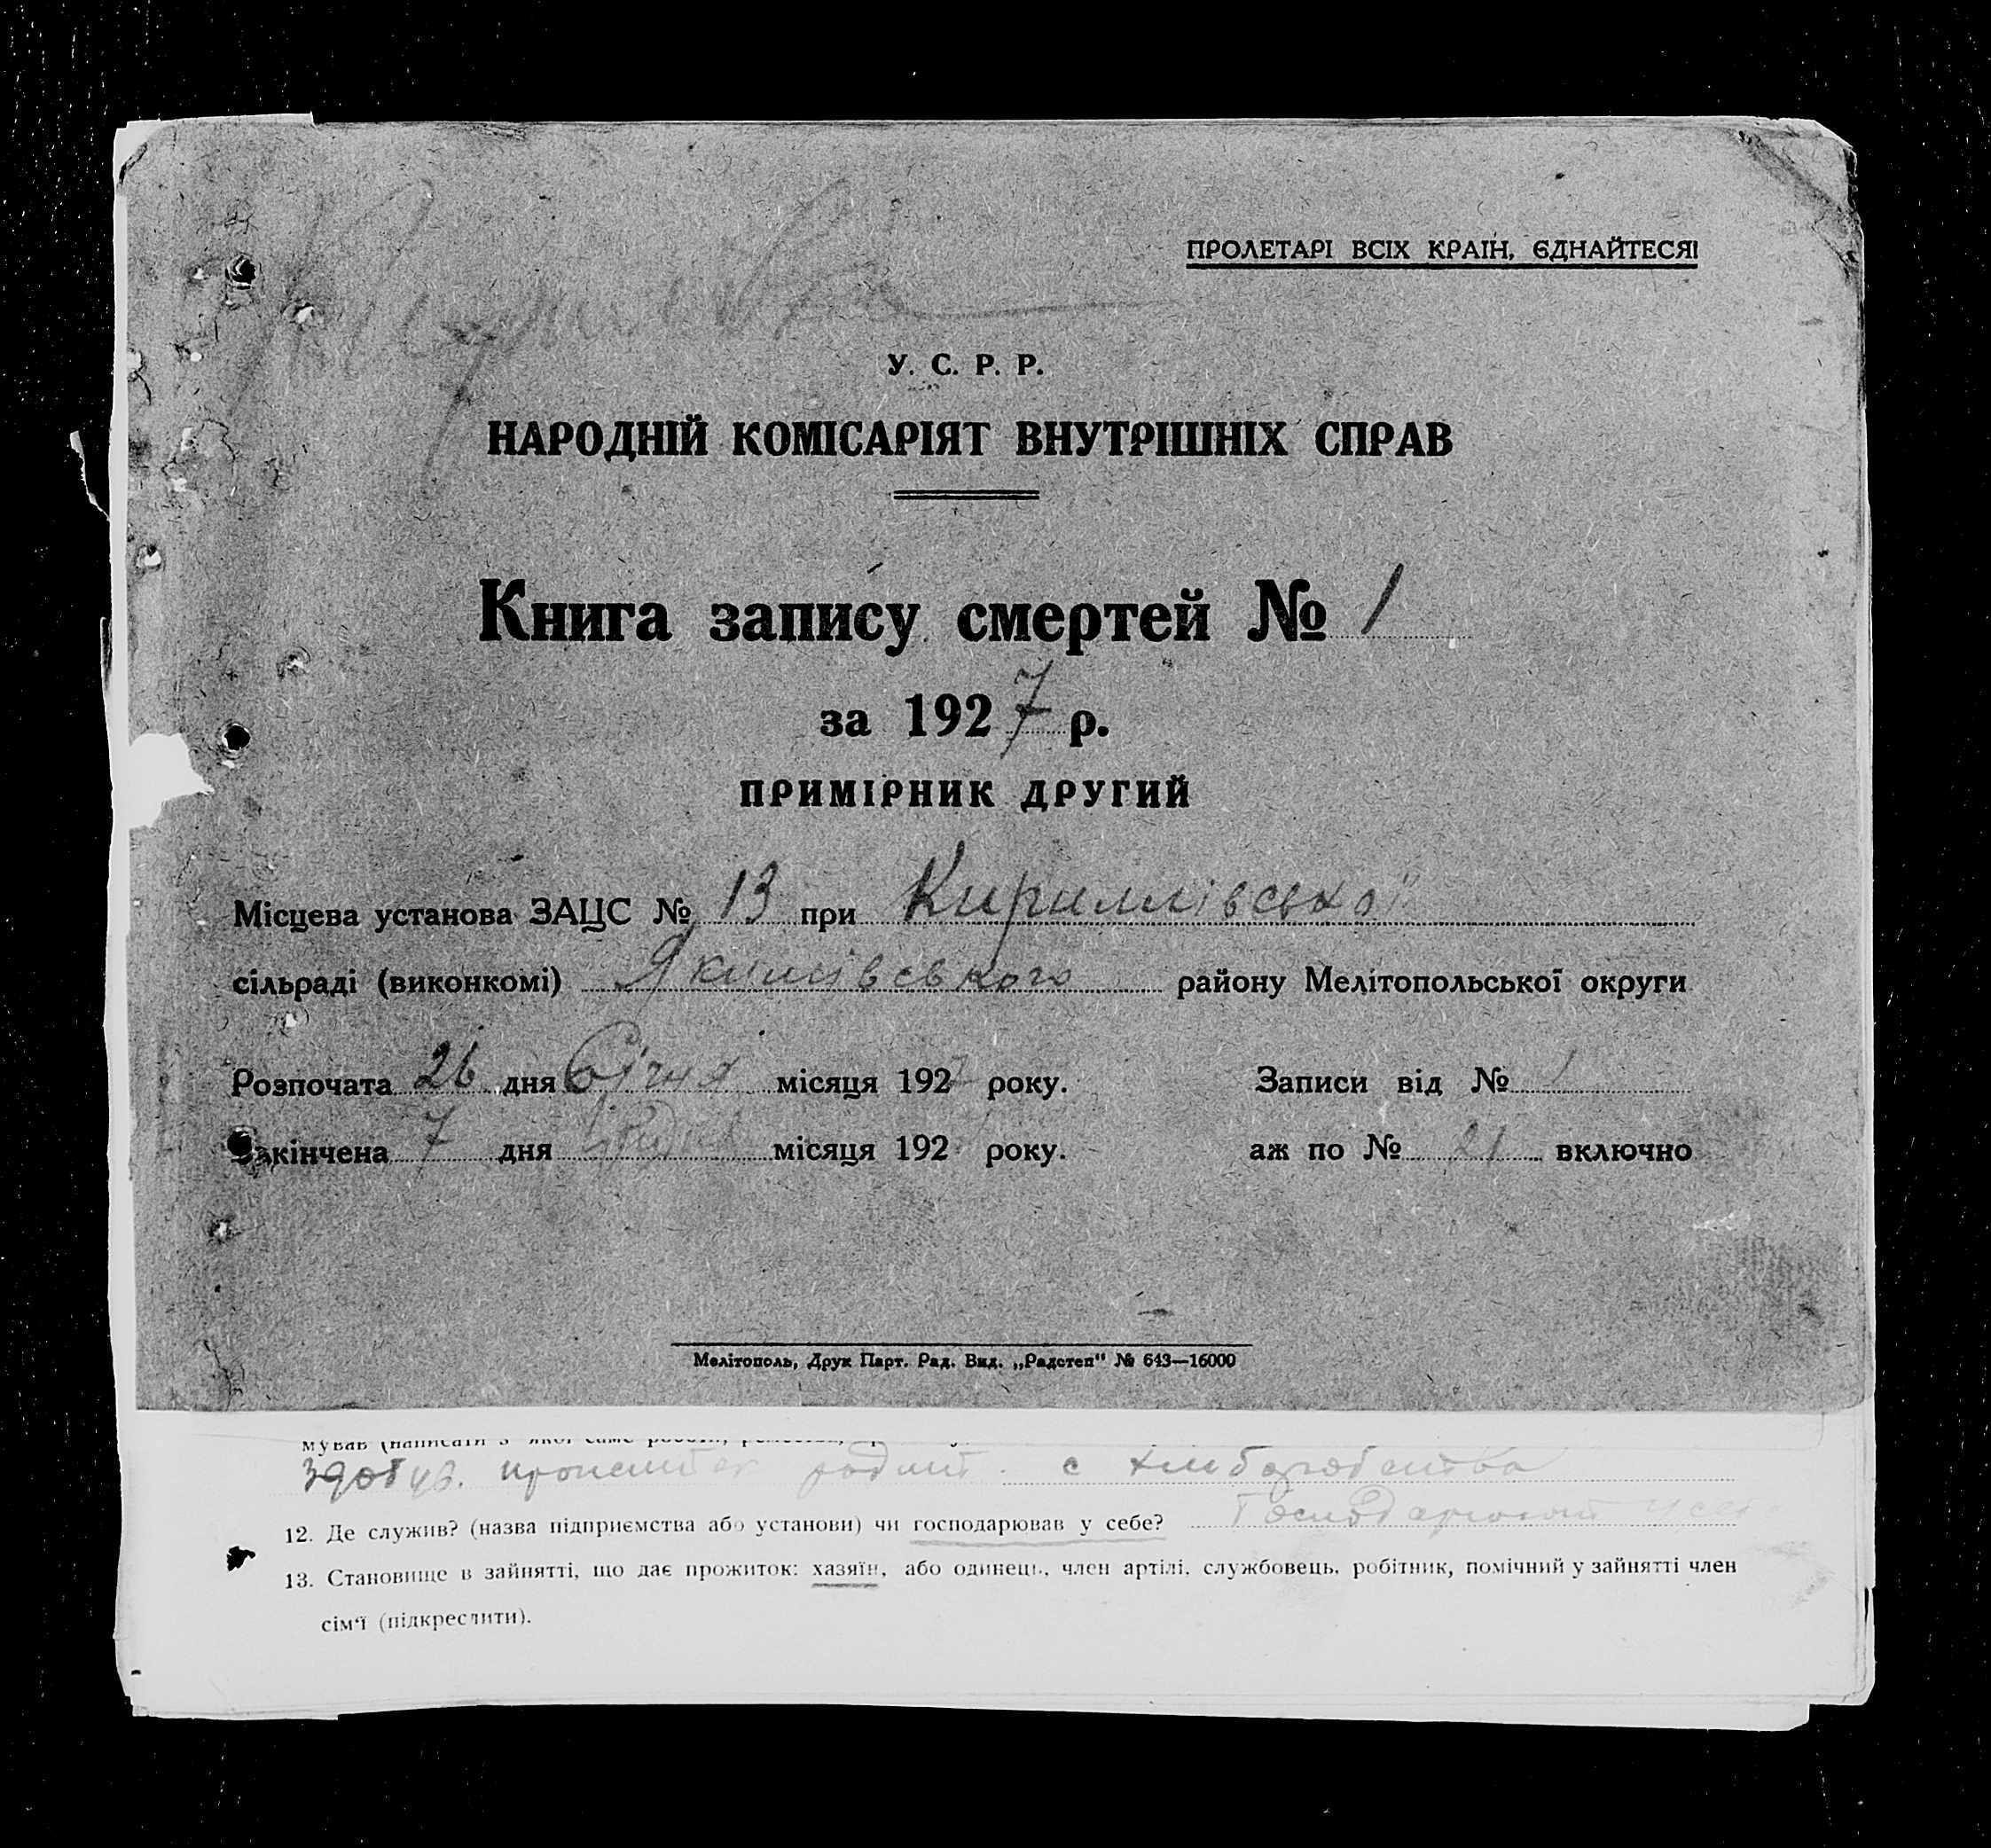 ПРОЛЕТАРІ ВСІХ КРАІН, ЄДНАЙТЕСЯ!
У. С. Р. Р.
НАРОДНІЙ КОМІСАРІЯТ ВНУТРІШНІХ СПРАВ
Книга запису смертей № 1
за 1927 р.
ПРИМІРНИК ДРУГИЙ
Місцева установа ЗАЦС № 13 при Кириллівської
сільраді (виконкомі) Якимівського району Мелітопольської округи
Розпочата 26 дня Січня місяця 1927 року. Записи від № 1
Закінчена 7 дня місяця 192 року. аж по № 21 включно
Мелітополь, Друк Парт. Рад. Вид. „Радстеп" № 643—16000
с хліборобства
12. Де служив? (назва підприємства або установи) чи господарював у себе?
13. Становище в зайнятті, що дає прожиток: хазяїн, або одинець, член артілі, службовець, робітник, помічний у зайнятті член
сім'ї (підкреслити).